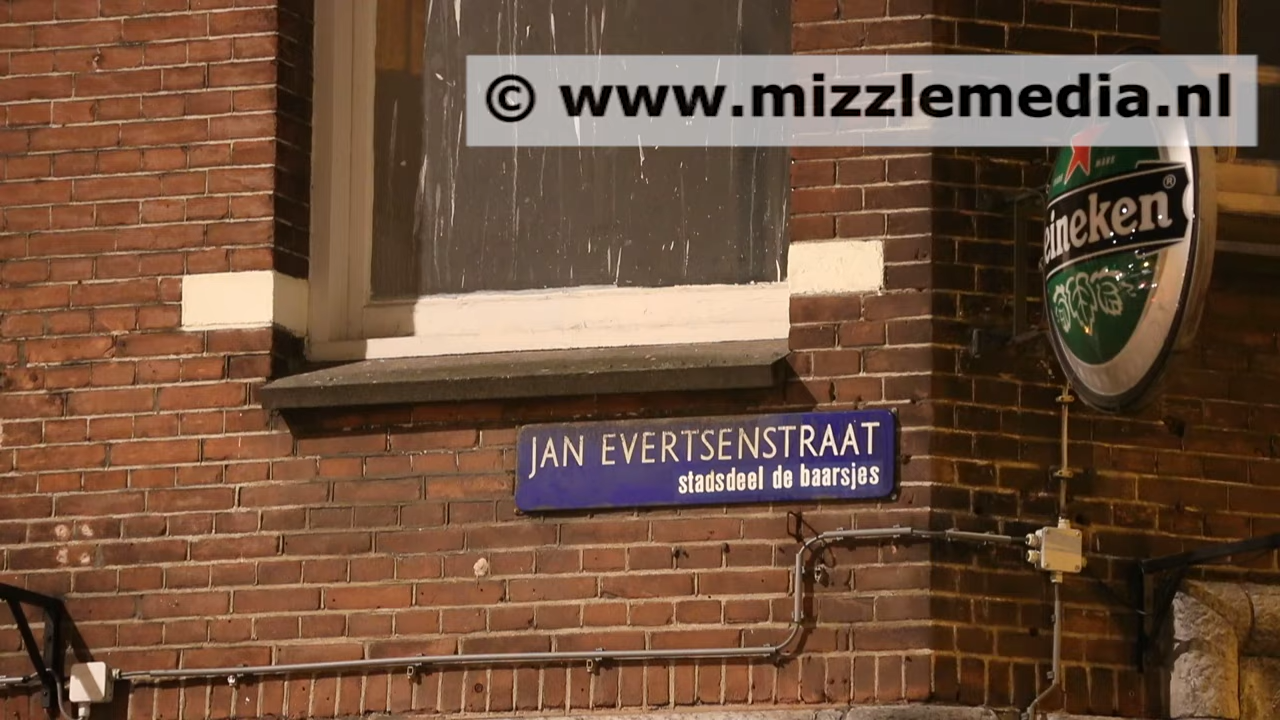 © www.mizzlemedia.nl
eineken®
JAN EVERTSENSTRAAT
stadsdeel de baarsjes